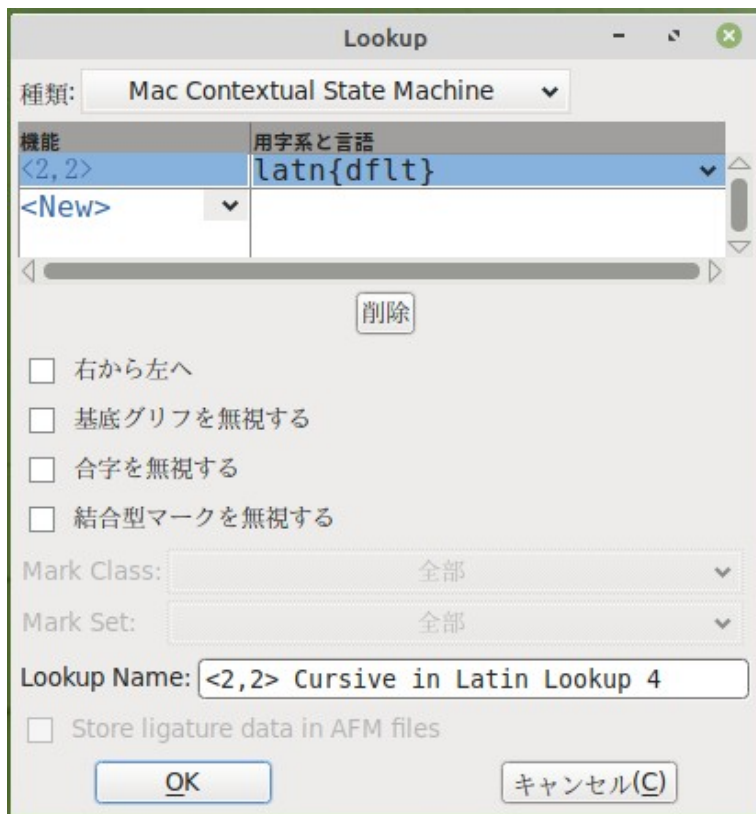 Lookup
種類: Mac Contextual State Machine
機能 用字系と言語
<2,2> latn{dflt}
<New>
削除
右から左へ
基底グリフを無視する
合字を無視する
結合型マークを無視する
Mark Class: 全部
Mark Set: 全部
Lookup Name: <2,2> Cursive in Latin Lookup 4
Store ligature data in AFM files
OK キャンセル(C)